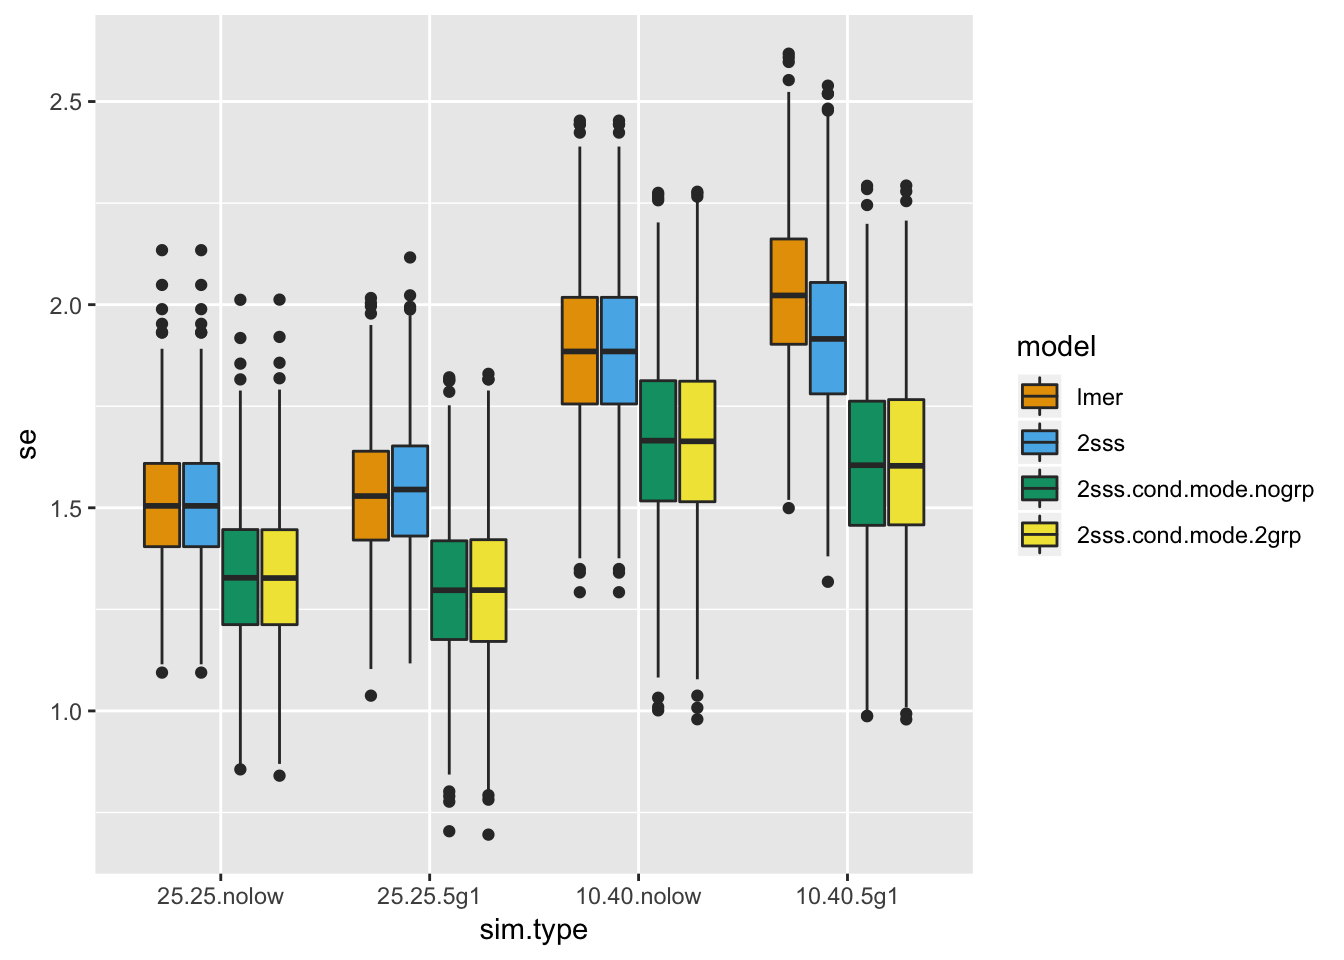 2.5
2.0
1.5
1.0
se
25.25.nolow
25.25.5g1
10.40.nolow
10.40.5g1
sim.type
model
lmer
2sss
2sss.cond.mode.nogrp
2sss.cond.mode.2grp